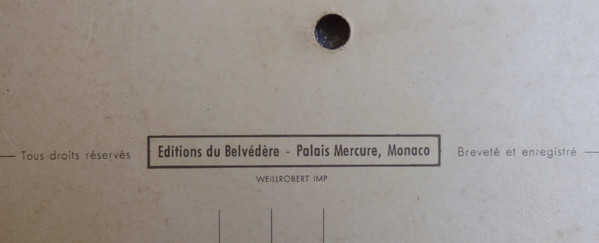 Tous droits réservés Editions du Belvédère - Palais Mercure, Monaco Breveté et enregistré
WEILLROBERT IMP